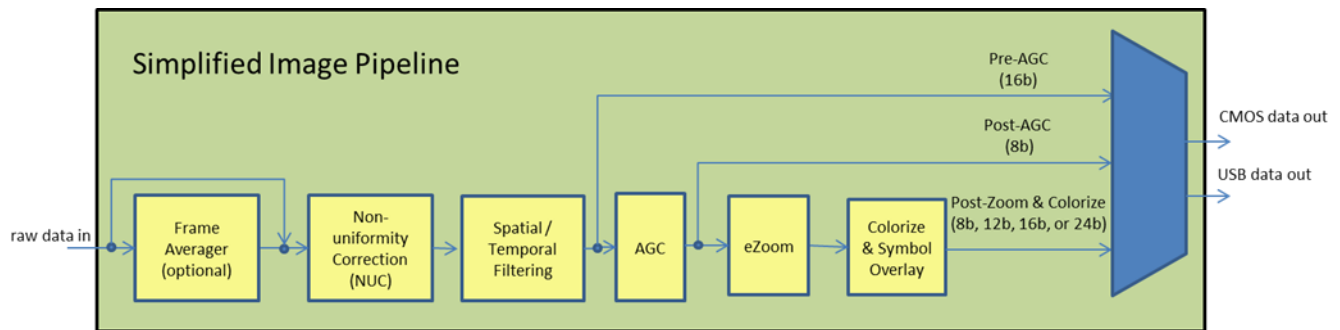 Simplified Image Pipeline
Pre-AGC
(16b)
CMOS data out
Post-AGC
(8b)
USB data out
raw data in
Frame
Averager
(optional)
Non-
uniformity
Correction
(NUC)
Spatial /
Temporal
Filtering
AGC
eZoom
Colorize
& Symbol
Overlay
Post-Zoom & Colorize
(8b, 12b, 16b, or 24b)